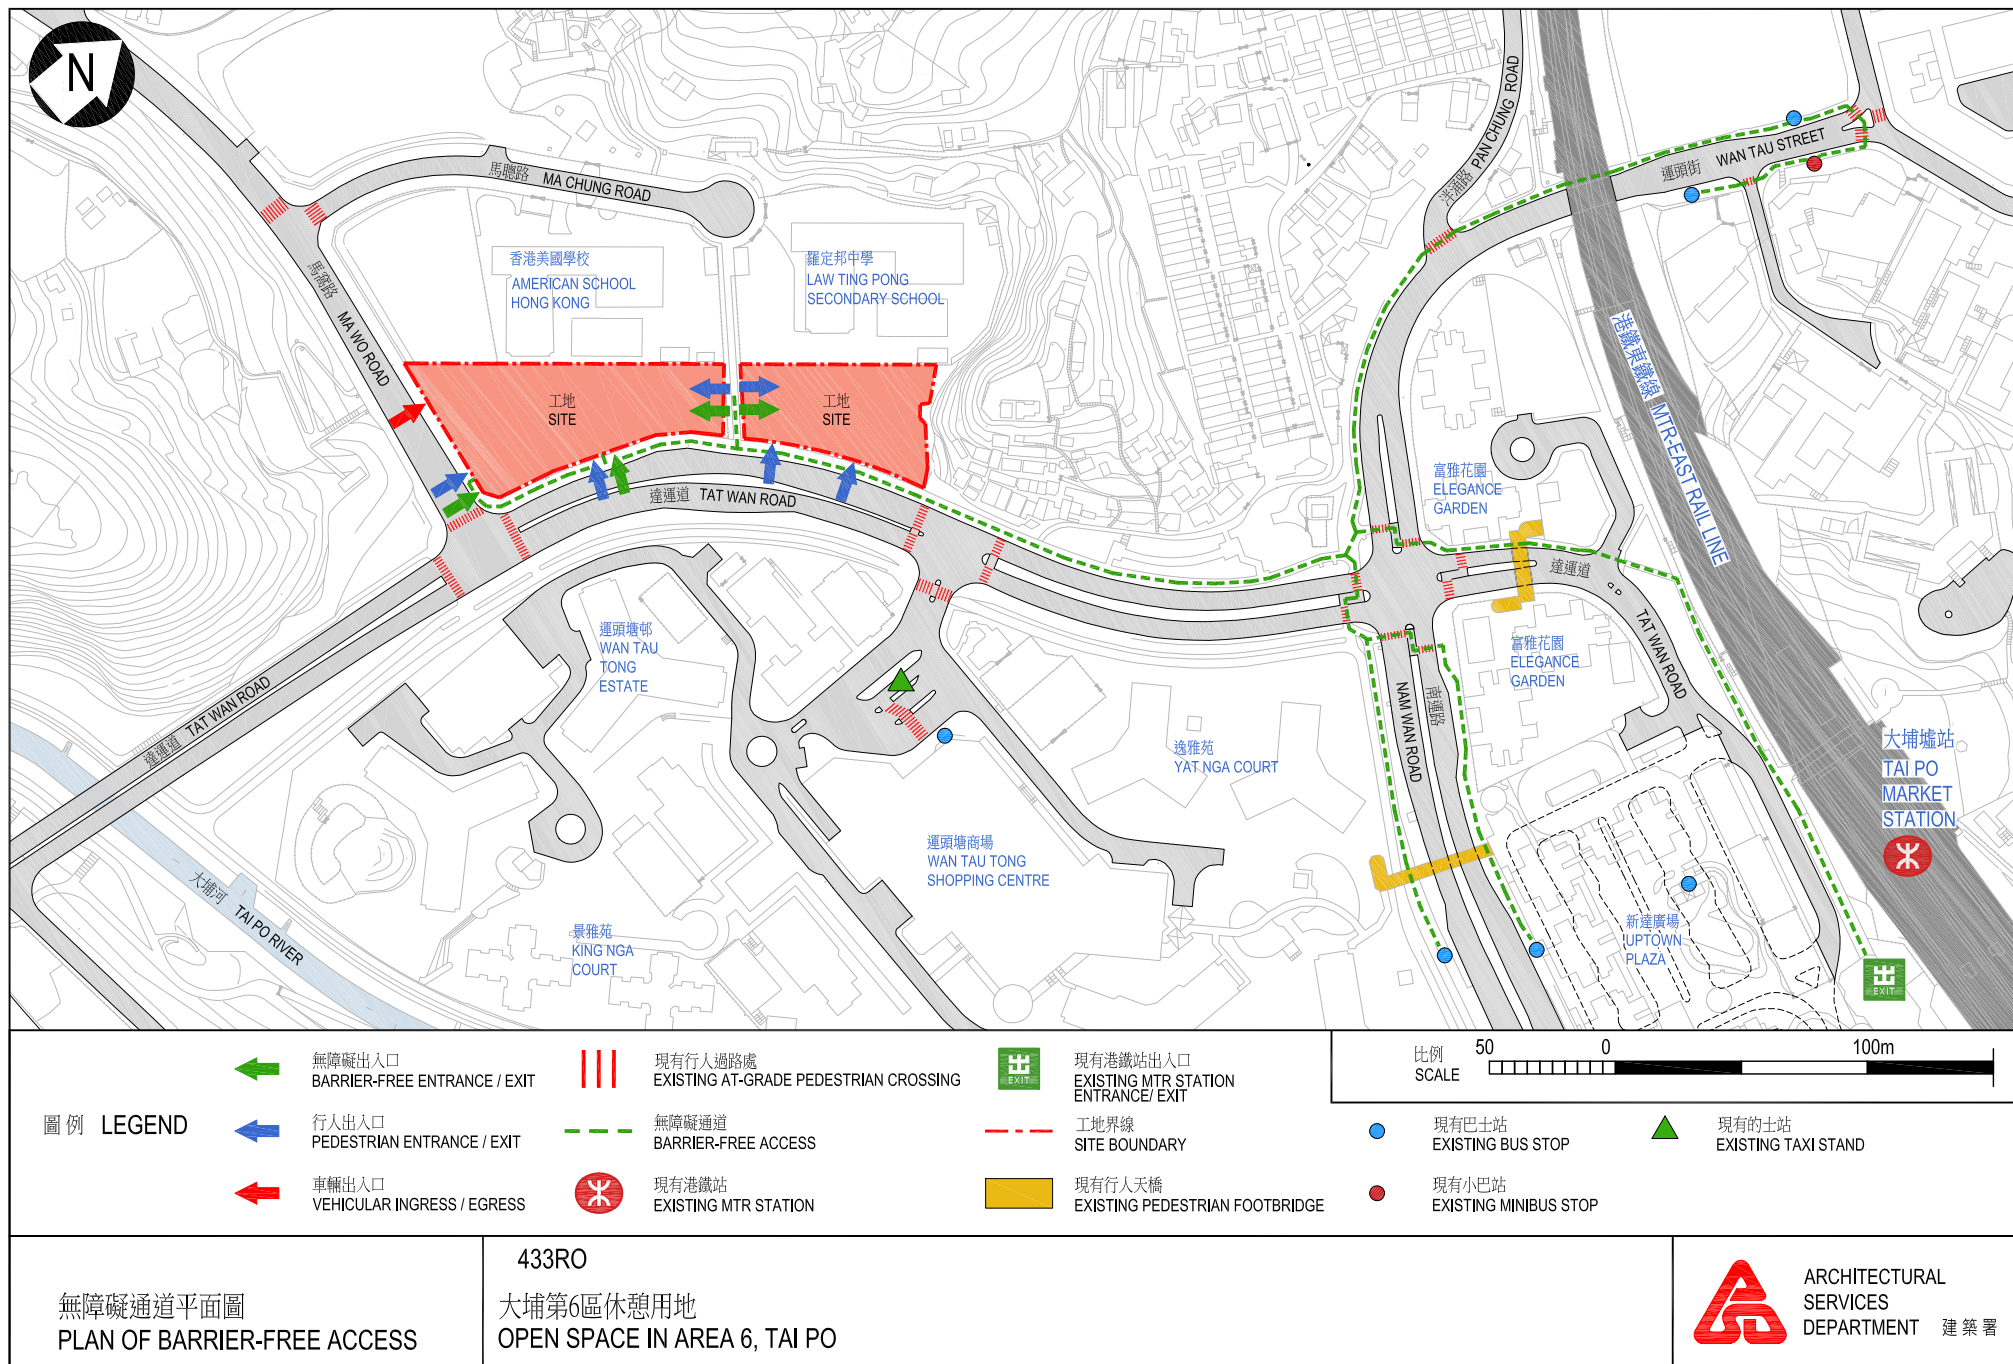 N
馬聰路 MA CHUNG ROAD
香港美國學校
AMERICAN SCHOOL
HONG KONG
羅定邦中學
LAW TING PONG
SECONDARY SCHOOL
馬窩路 MA WO ROAD
工地
SITE
工地
SITE
達運道 TAT WAN ROAD
泮涌路 PAN CHUNG ROAD
運頭街 WAN TAU STREET
港鐵東鐵線 MTR-EAST RAIL LINE
富雅花園
ELEGANCE
GARDEN
達運道
TAT WAN ROAD
富雅花園
ELEGANCE
GARDEN
運頭塘邨
WAN TAU
TONG
ESTATE
達運道 TAT WAN ROAD
南運路
NAM WAN ROAD
逸雅苑
YAT NGA COURT
大埔墟站
TAI PO
MARKET
STATION
運頭塘商場
WAN TAU TONG
SHOPPING CENTRE
大埔河 TAI PO RIVER
景雅苑
KING NGA
COURT
新達廣場
UPTOWN
PLAZA
出
EXIT
圖例 LEGEND
無障礙出入口
BARRIER-FREE ENTRANCE / EXIT
行人出入口
PEDESTRIAN ENTRANCE / EXIT
車輛出入口
VEHICULAR INGRESS / EGRESS
現有行人過路處
EXISTING AT-GRADE PEDESTRIAN CROSSING
無障礙通道
BARRIER-FREE ACCESS
現有港鐵站
EXISTING MTR STATION
出
EXIT
現有港鐵站出入口
EXISTING MTR STATION
ENTRANCE/ EXIT
工地界線
SITE BOUNDARY
現有行人天橋
EXISTING PEDESTRIAN FOOTBRIDGE
比例
SCALE
50 0 100m
現有巴士站
EXISTING BUS STOP
現有小巴站
EXISTING MINIBUS STOP
現有的士站
EXISTING TAXI STAND
無障礙通道平面圖
PLAN OF BARRIER-FREE ACCESS
433RO
大埔第6區休憩用地
OPEN SPACE IN AREA 6, TAI PO
ARCHITECTURAL
SERVICES
DEPARTMENT 建築署